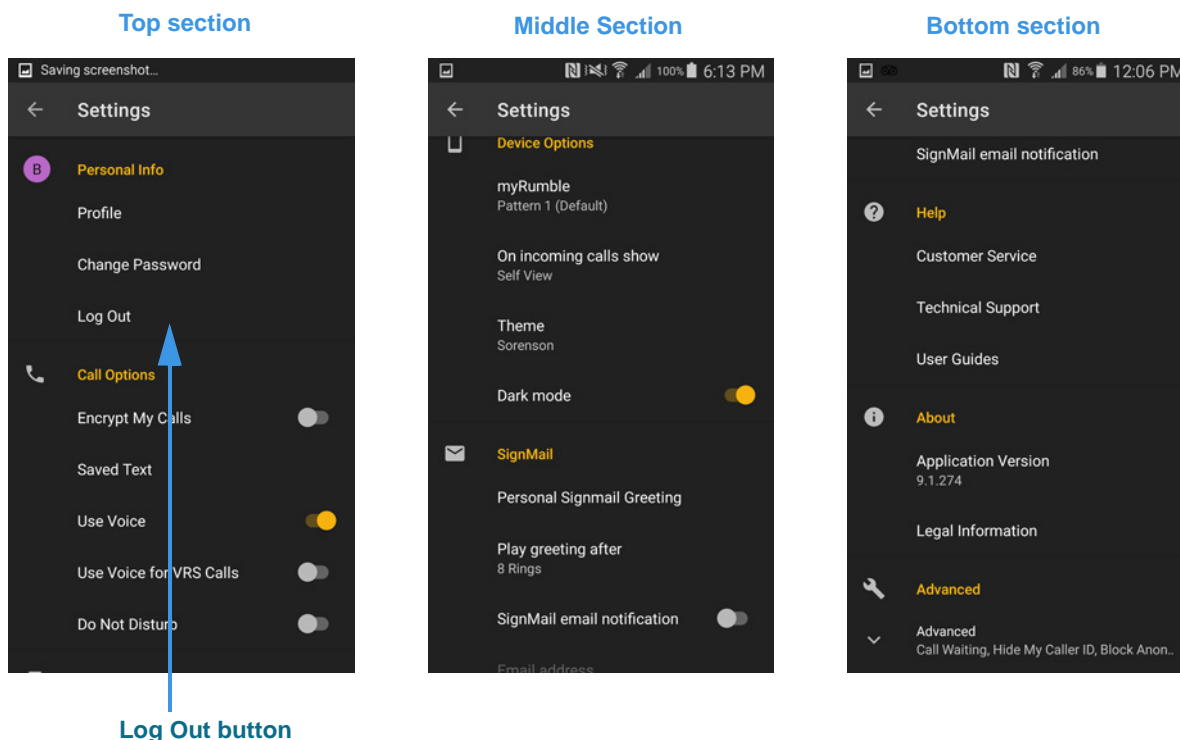 Top section
Saving screenshot…
Settings
B
Personal Info
Profile
Change Password
Log Out
Call Options
Encrypt My Calls
Saved Text
Use Voice
Use Voice for VRS Calls
Do Not Disturb
Log Out button
Middle Section
100% 6:13 PM
Settings
Device Options
myRumble
Pattern 1 (Default)
On incoming calls show
Self View
Theme
Sorenson
Dark mode
SignMail
Personal Signmail Greeting
Play greeting after
8 Rings
SignMail email notification
Email address
Bottom section
86% 12:06 PM
Settings
SignMail email notification
Help
Customer Service
Technical Support
User Guides
About
Application Version
9.1.274
Legal Information
Advanced
Advanced
Call Waiting, Hide My Caller ID, Block Anon..